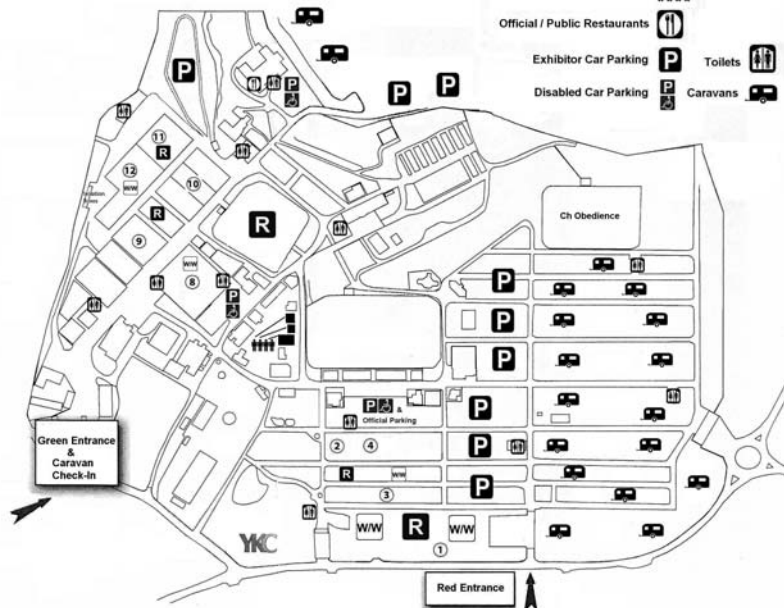 Official / Public Restaurants
Exhibitor Car Parking
P
Toilets
Disabled Car Parking
P
Caravans
P
P
P
P
11
R
12
W/W
10
R
9
R
W/W
8
P
Ch Obedience
P
P
P
P
&
Official Parking
P
2
4
P
R
W/W
3
P
W/W
R
W/W
1
YKC
Green Entrance
&
Caravan
Check-In
Red Entrance